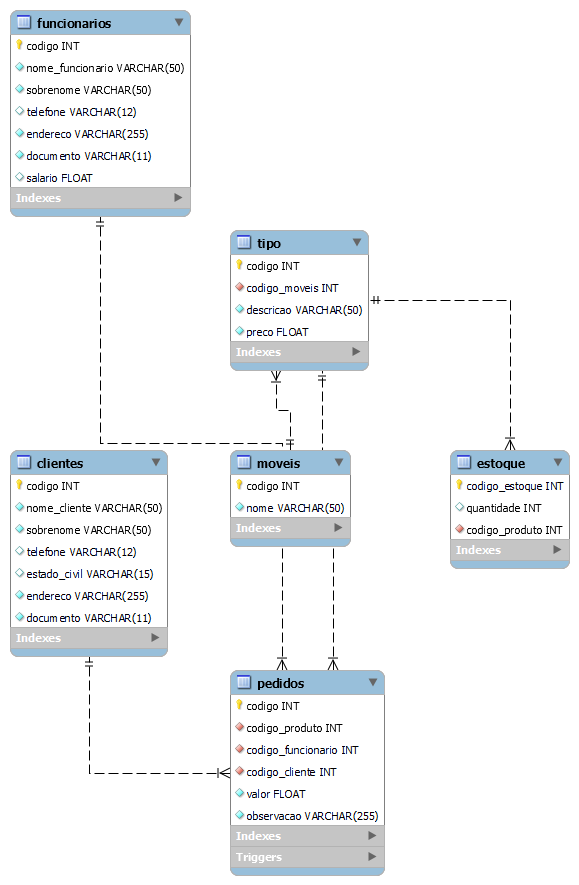 funcionarios
codigo INT
nome_funcionario VARCHAR(50)
sobrenome VARCHAR(50)
telefone VARCHAR(12)
endereco VARCHAR(255)
documento VARCHAR(11)
salario FLOAT
Indexes
tipo
codigo INT
codigo_moveis INT
descricao VARCHAR(50)
preco FLOAT
Indexes
clientes
codigo INT
nome_cliente VARCHAR(50)
sobrenome VARCHAR(50)
telefone VARCHAR(12)
estado_civil VARCHAR(15)
endereco VARCHAR(255)
documento VARCHAR(11)
Indexes
moveis
codigo INT
nome VARCHAR(50)
Indexes
estoque
codigo_estoque INT
quantidade INT
codigo_produto INT
Indexes
pedidos
codigo INT
codigo_produto INT
codigo_funcionario INT
codigo_cliente INT
valor FLOAT
observacao VARCHAR(255)
Indexes
Triggers